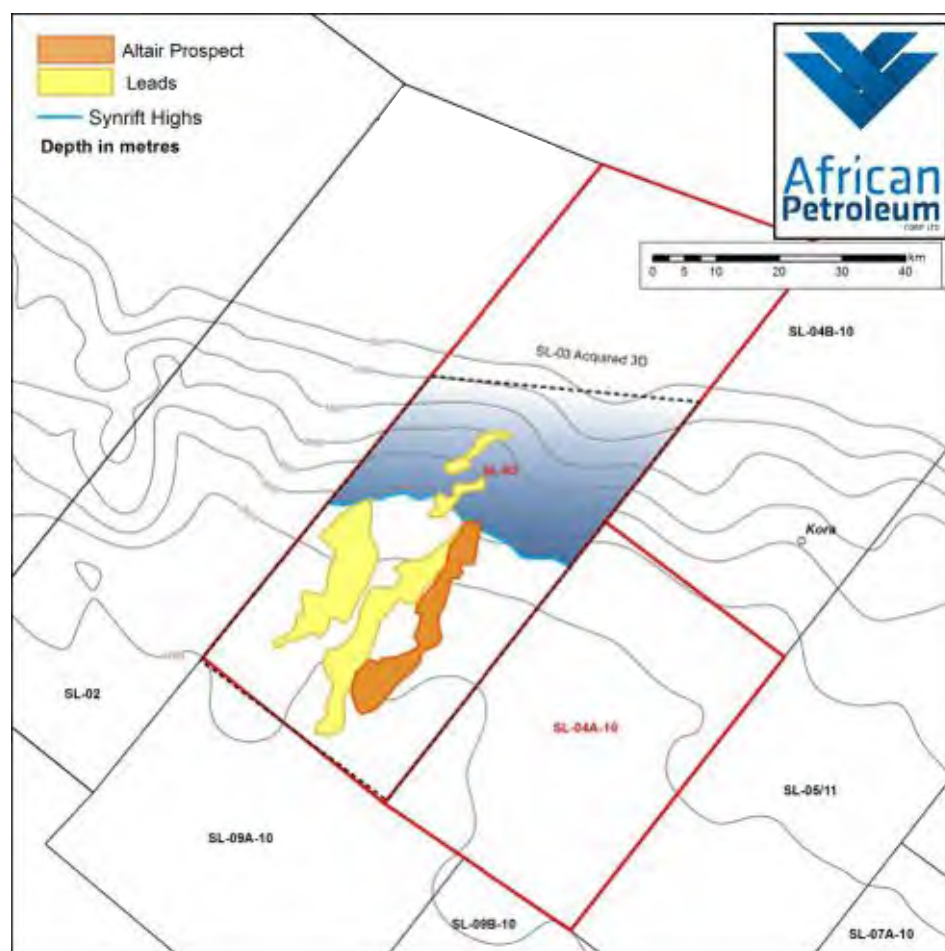 Altair Prospect
Leads
Synrift Highs
Depth in metres
African
Petroleum
CORP LTD
km
0 5 10 20 30 40
SL-04B-10
SL-03 Acquired 3D
SL-03
Kora
SL-02
SL-04A-10
SL-05/11
SL-09A-10
SL-09B-10
SL-07A-10